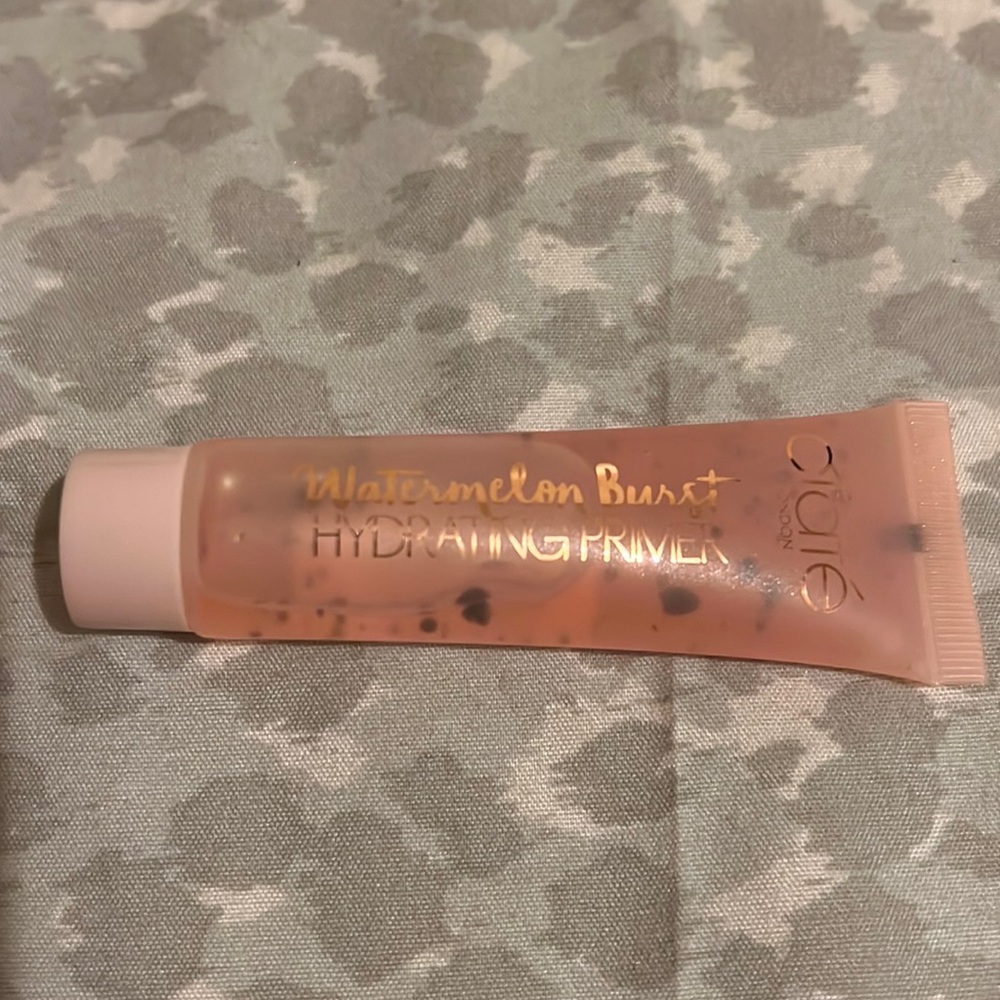 Watermelon Burst
HYDRATING PRIMER
Ciaté
LONDON